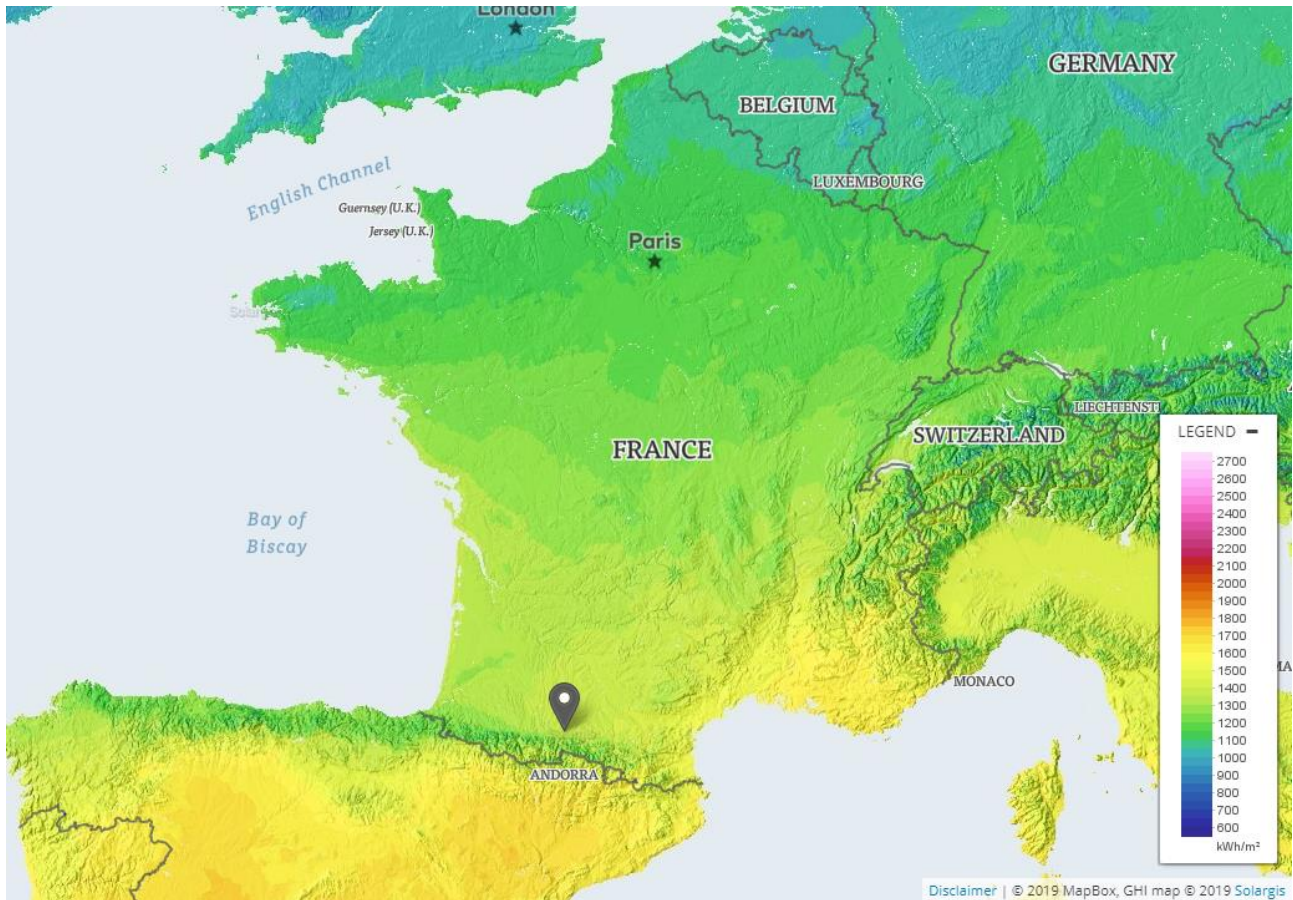 London
GERMANY
BELGIUM
LUXEMBOURG
English Channel
Guernsey (U.K.)
Jersey (U.K.)
Paris
LIECHTENST
SWITZERLAND
FRANCE
Bay of
Biscay
MONACO
ANDORRA
LEGEND
2700
2600
2500
2400
2300
2200
2100
2000
1900
1800
1700
1600
1500
1400
1300
1200
1100
1000
900
800
700
600
kWh/m²
Disclaimer | © 2019 MapBox, GHI map © 2019 Solargis